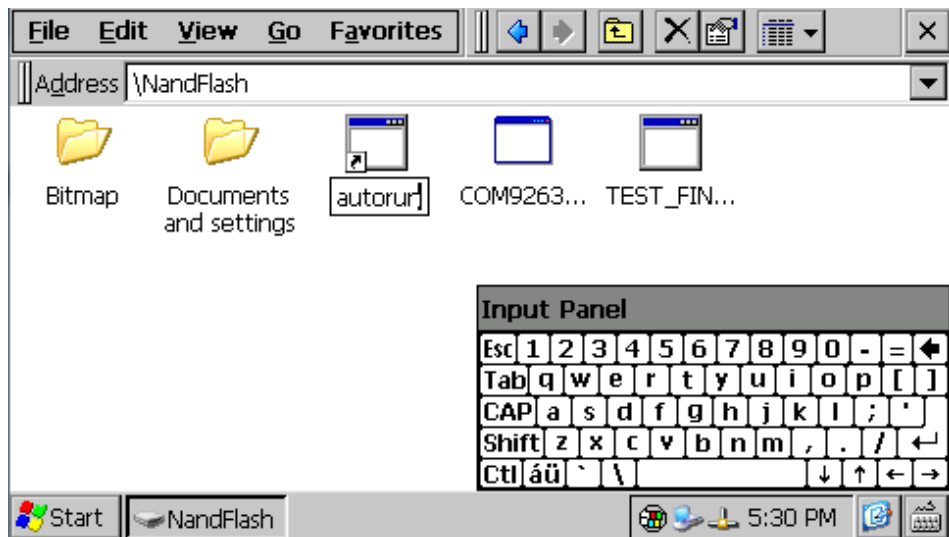 File Edit View Go Favorites
Address \NandFlash
Bitmap Documents and settings autorun COM9263... TEST_FIN...
Input Panel
Esc 1 2 3 4 5 6 7 8 9 0 - =
Tab q w e r t y u i o p [ ]
CAP a s d f g h j k l ; '
Shift z x c v b n m , . /
Ctl áü ` \
Start NandFlash 5:30 PM